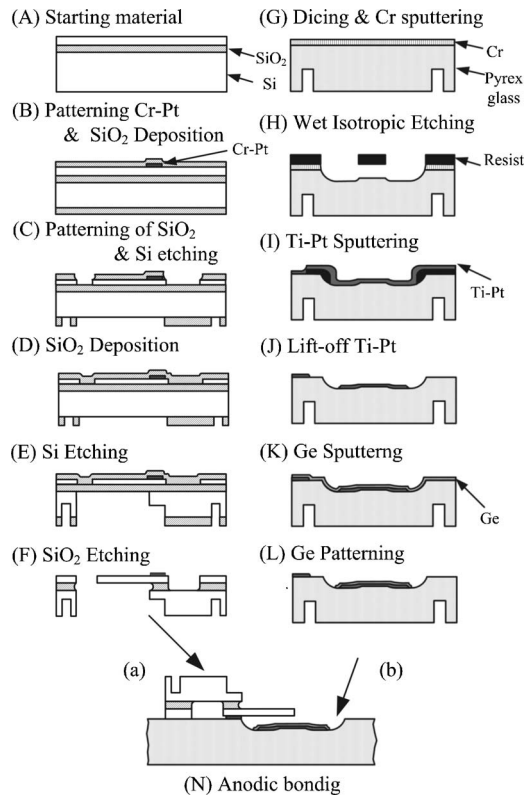 (A) Starting material
SiO2
Si
(B) Patterning Cr-Pt
& SiO2 Deposition
Cr-Pt
(C) Patterning of SiO2
& Si etching
(D) SiO2 Deposition
(E) Si Etching
(F) SiO2 Etching
(a)
(G) Dicing & Cr sputtering
Cr
Pyrex
glass
(H) Wet Isotropic Etching
Resist
(I) Ti-Pt Sputtering
Ti-Pt
(J) Lift-off Ti-Pt
(K) Ge Sputterng
Ge
(L) Ge Patterning
(b)
(N) Anodic bondig